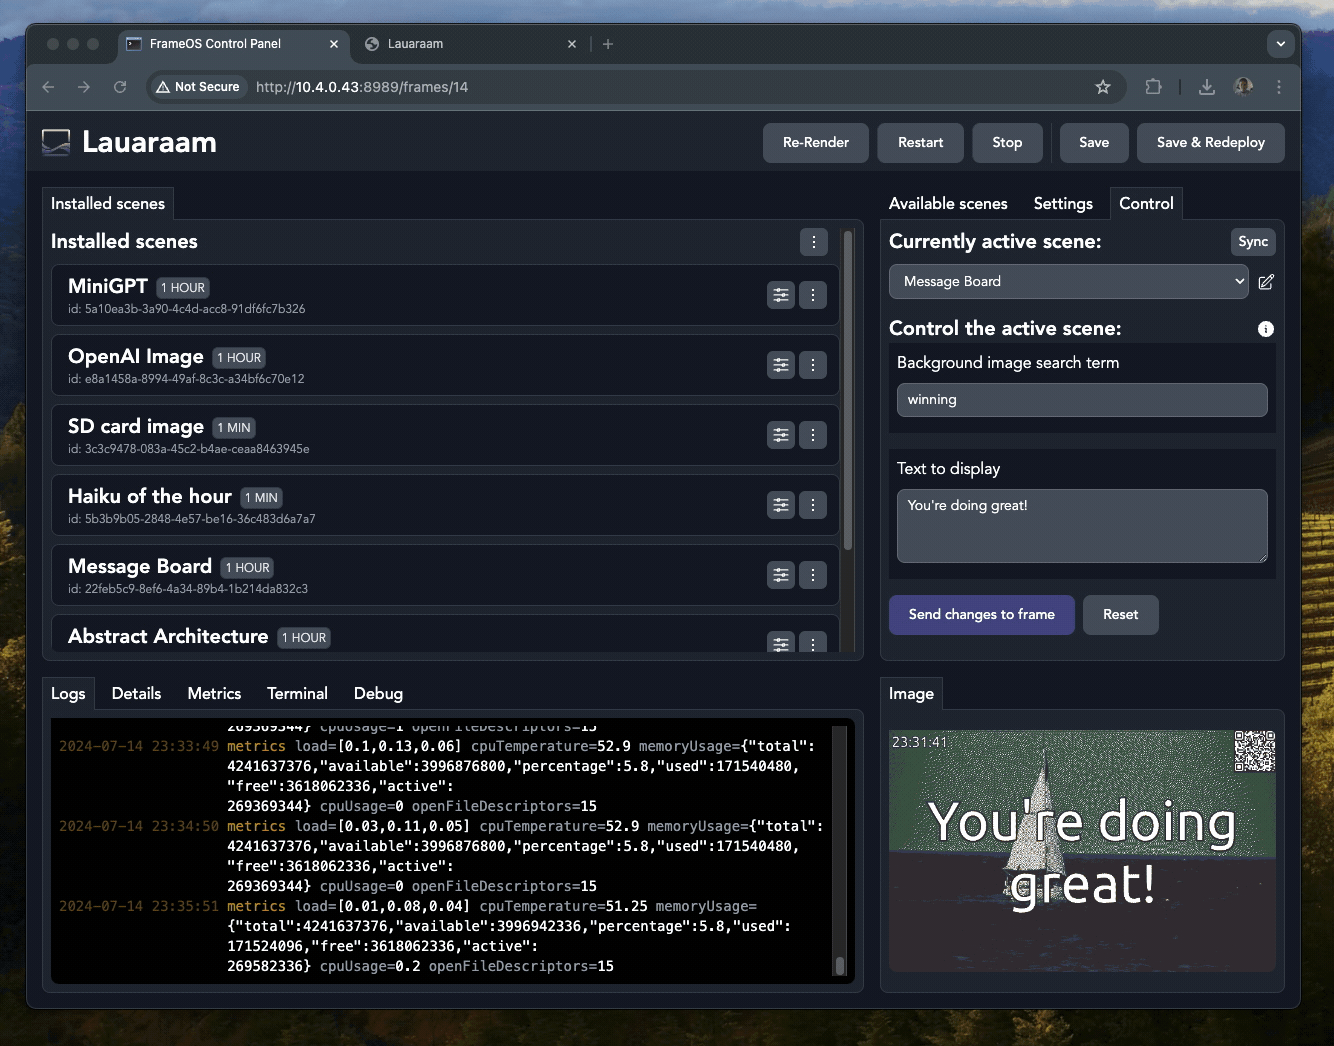 FrameOS Control Panel
Lauaraam
Not Secure
http://10.4.0.43:8989/frames/14
Lauaraam
Re-Render
Restart
Stop
Save
Save & Redeploy
Installed scenes
Installed scenes
MiniGPT 1 HOUR
id: 5a10ea3b-3a90-4c4d-acc8-91df6fc7b326
OpenAI Image 1 HOUR
id: e8a1458a-8994-49af-8c3c-a34bf6c70e12
SD card image 1 MIN
id: 3c3c9478-083a-45c2-b4ae-ceaa8463945e
Haiku of the hour 1 MIN
id: 5b3b9b05-2848-4e57-be16-36c483d6a7a7
Message Board 1 HOUR
id: 22feb5c9-8ef6-4a34-89b4-1b214da832c3
Abstract Architecture 1 HOUR
Available scenes
Settings
Control
Currently active scene:
Sync
Message Board
Control the active scene:
Background image search term
winning
Text to display
You're doing great!
Send changes to frame
Reset
Logs
Details
Metrics
Terminal
Debug
269369344} cpuUsage=1 openFileDescriptors=15
2024-07-14 23:33:49 metrics load=[0.1,0.13,0.06] cpuTemperature=52.9 memoryUsage={"total":
4241637376,"available":3996876800,"percentage":5.8,"used":171540480,
"free":3618062336,"active":
269369344} cpuUsage=0 openFileDescriptors=15
2024-07-14 23:34:50 metrics load=[0.03,0.11,0.05] cpuTemperature=52.9 memoryUsage={"total":
4241637376,"available":3996876800,"percentage":5.8,"used":171540480,
"free":3618062336,"active":
269369344} cpuUsage=0 openFileDescriptors=15
2024-07-14 23:35:51 metrics load=[0.01,0.08,0.04] cpuTemperature=51.25 memoryUsage=
{"total":4241637376,"available":3996942336,"percentage":5.8,"used":
171524096,"free":3618062336,"active":
269582336} cpuUsage=0.2 openFileDescriptors=15
Image
23:31:41
You're doing
great!